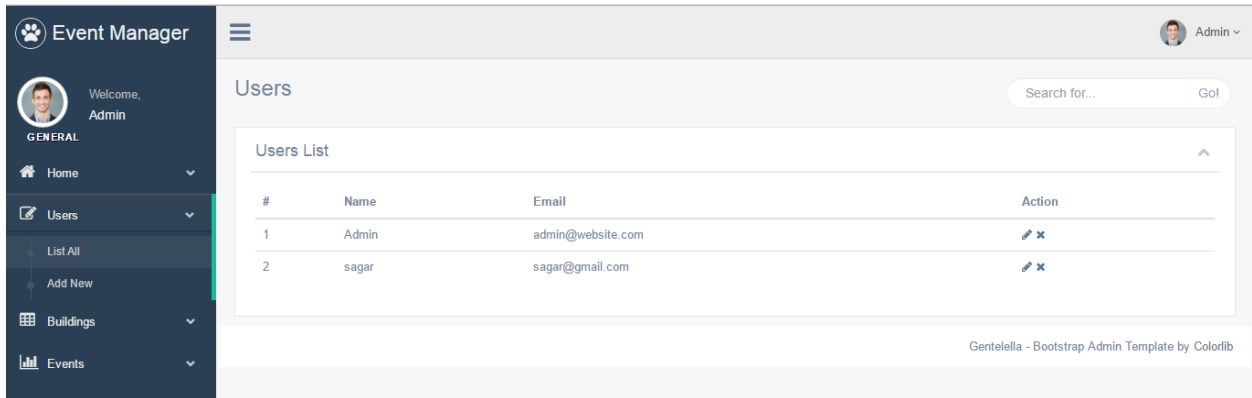 Event Manager
Admin
Welcome,
Admin
GENERAL
Home
Users
List All
Add New
Buildings
Events
Users
Search for... Go!
Users List
# Name Email Action
1 Admin admin@website.com
2 sagar sagar@gmail.com
Gentelella - Bootstrap Admin Template by Colorlib